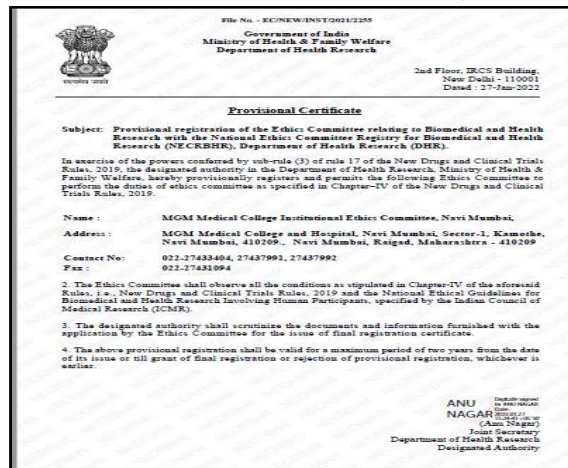 File No. - EC/NEW/INST/2021/2255
Government of India
Ministry of Health & Family Welfare
Department of Health Research
सत्यमेव जयते
2nd Floor, IRCS Building,
New Delhi - 110001
Dated : 27-Jan-2022
Provisional Certificate
Subject: Provisional registration of the Ethics Committee relating to Biomedical and Health
Research with the National Ethics Committee Registry for Biomedical and Health
Research (NECRBHR), Department of Health Research (DHR).
In exercise of the powers conferred by sub-rule (3) of rule 17 of the New Drugs and Clinical Trials
Rules, 2019, the designated authority in the Department of Health Research, Ministry of Health &
Family Welfare, hereby provisionally registers and permits the following Ethics Committee to
perform the duties of ethics committee as specified in Chapter-IV of the New Drugs and Clinical
Trials Rules, 2019.
Name : MGM Medical College Institutional Ethics Committee, Navi Mumbai,
Address : MGM Medical College and Hospital, Navi Mumbai, Sector-1, Kamothe,
Navi Mumbai, 410209., Navi Mumbai, Raigad, Maharashtra - 410209
Contact No: 022-27433404, 27437991, 27437992
Fax : 022-27431094
2. The Ethics Committee shall observe all the conditions as stipulated in Chapter-IV of the aforesaid
Rules, i.e., New Drugs and Clinical Trials Rules, 2019 and the National Ethical Guidelines for
Biomedical and Health Research Involving Human Participants, specified by the Indian Council of
Medical Research (ICMR).
3. The designated authority shall scrutinize the documents and information furnished with the
application by the Ethics Committee for the issue of final registration certificate.
4. The above provisional registration shall be valid for a maximum period of two years from the date
of its issue or till grant of final registration or rejection of provisional registration, whichever is
earlier.
ANU
NAGAR
Digitally signed
by ANU NAGAR
Date:
(Anu Nagar)
Joint Secretary
Department of Health Research
Designated Authority